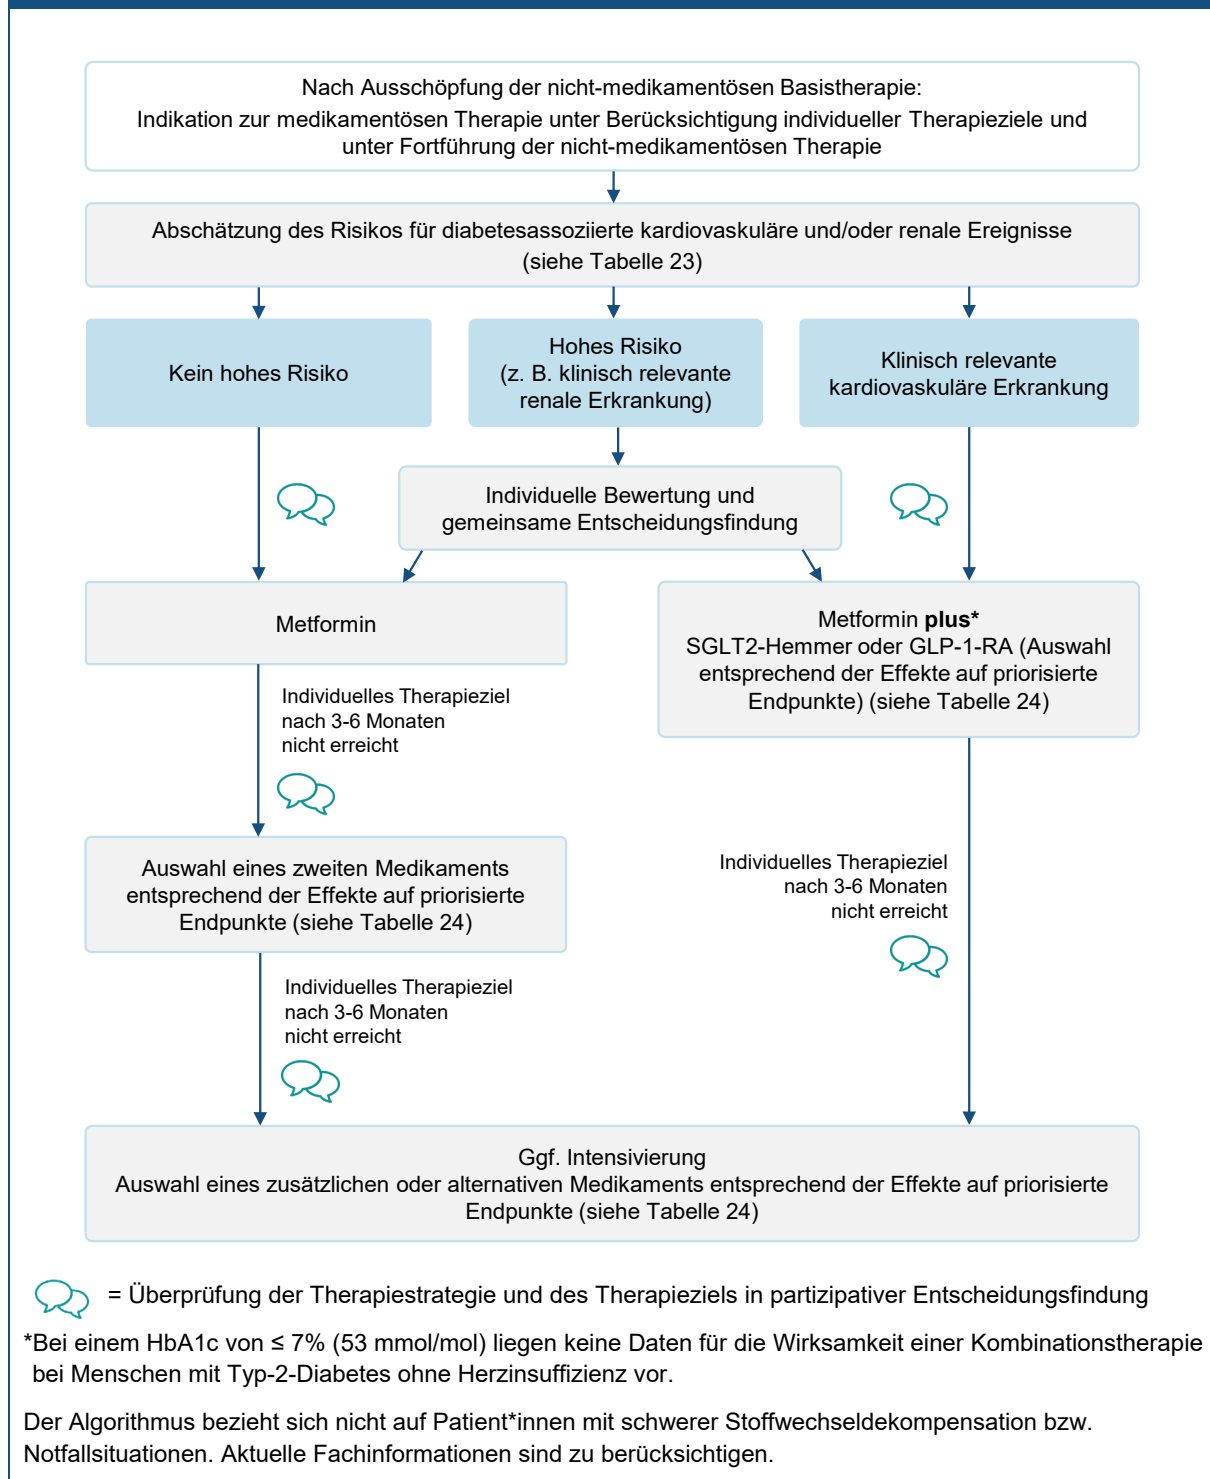 Nach Ausschöpfung der nicht-medikamentösen Basistherapie:
Indikation zur medikamentösen Therapie unter Berücksichtigung individueller Therapieziele und
unter Fortführung der nicht-medikamentösen Therapie
Abschätzung des Risikos für diabetesassoziierte kardiovaskuläre und/oder renale Ereignisse
(siehe Tabelle 23)
Kein hohes Risiko
Hohes Risiko
(z. B. klinisch relevante
renale Erkrankung)
Klinisch relevante
kardiovaskuläre Erkrankung
Individuelle Bewertung und
gemeinsame Entscheidungsfindung
Metformin
Metformin plus*
SGLT2-Hemmer oder GLP-1-RA (Auswahl
entsprechend der Effekte auf priorisierte
Endpunkte) (siehe Tabelle 24)
Individuelles Therapieziel
nach 3-6 Monaten
nicht erreicht
Auswahl eines zweiten Medikaments
entsprechend der Effekte auf priorisierte
Endpunkte (siehe Tabelle 24)
Individuelles Therapieziel
nach 3-6 Monaten
nicht erreicht
Individuelles Therapieziel
nach 3-6 Monaten
nicht erreicht
Ggf. Intensivierung
Auswahl eines zusätzlichen oder alternativen Medikaments entsprechend der Effekte auf priorisierte
Endpunkte (siehe Tabelle 24)
= Überprüfung der Therapiestrategie und des Therapieziels in partizipativer Entscheidungsfindung
*Bei einem HbA1c von ≤ 7% (53 mmol/mol) liegen keine Daten für die Wirksamkeit einer Kombinationstherapie
bei Menschen mit Typ-2-Diabetes ohne Herzinsuffizienz vor.
Der Algorithmus bezieht sich nicht auf Patient*innen mit schwerer Stoffwechseldekompensation bzw.
Notfallsituationen. Aktuelle Fachinformationen sind zu berücksichtigen.